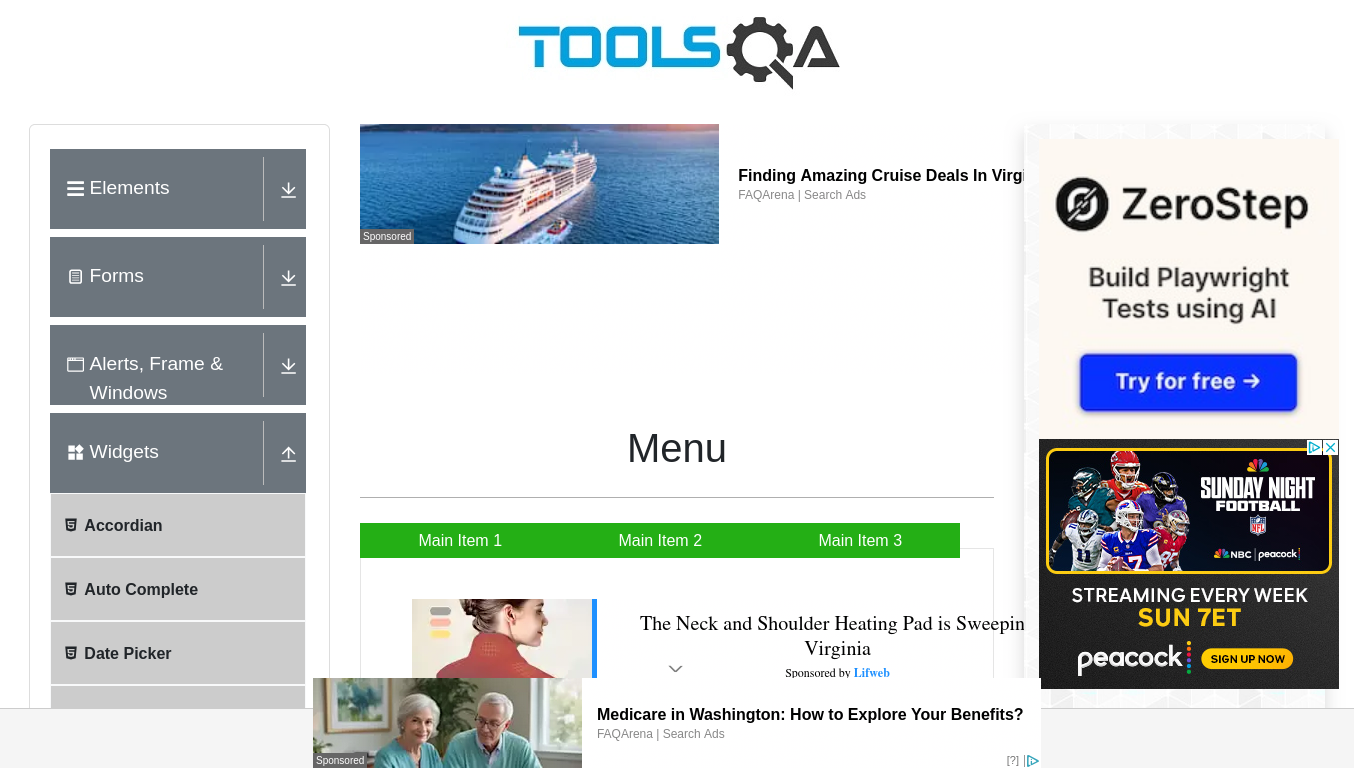 TOOLSQA
Elements
Forms
Alerts, Frame &
Windows
Widgets
Accordian
Auto Complete
Date Picker
Sponsored
Finding Amazing Cruise Deals In Virgi
FAQArena | Search Ads
Menu
Main Item 1
Main Item 2
Main Item 3
The Neck and Shoulder Heating Pad is Sweepin
Virginia
Sponsored by Lifweb
Sponsored
Medicare in Washington: How to Explore Your Benefits?
FAQArena | Search Ads
[?] |
ZeroStep
Build Playwright
Tests using AI
Try for free →
SUNDAY NIGHT
FOOTBALL
NFL
NBC | peacock
STREAMING EVERY WEEK
SUN 7ET
peacock
SIGN UP NOW